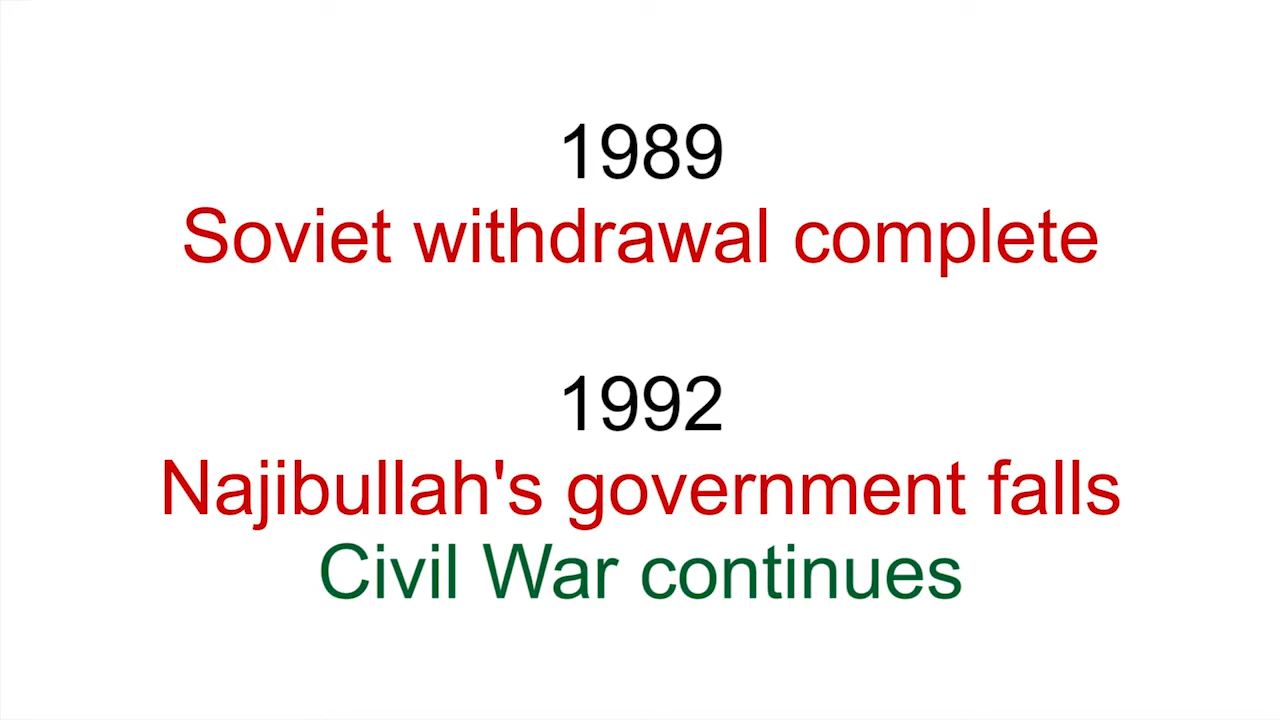 1989
Soviet withdrawal complete
1992
Najibullah's government falls
Civil War continues